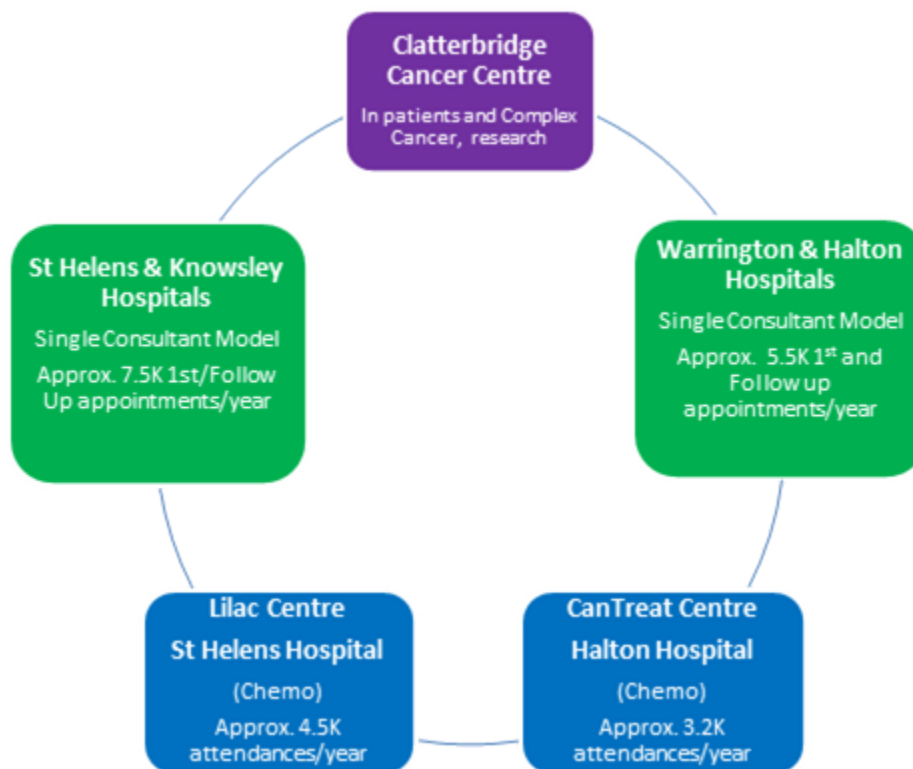 Clatterbridge
Cancer Centre
In patients and Complex
Cancer, research
St Helens & Knowsley
Hospitals
Single Consultant Model
Approx. 7.5K 1st/Follow
Up appointments/year
Warrington & Halton
Hospitals
Single Consultant Model
Approx. 5.5K 1st and
Follow up
appointments/year
Lilac Centre
St Helens Hospital
(Chemo)
Approx. 4.5K
attendances/year
CanTreat Centre
Halton Hospital
(Chemo)
Approx. 3.2K
attendances/year